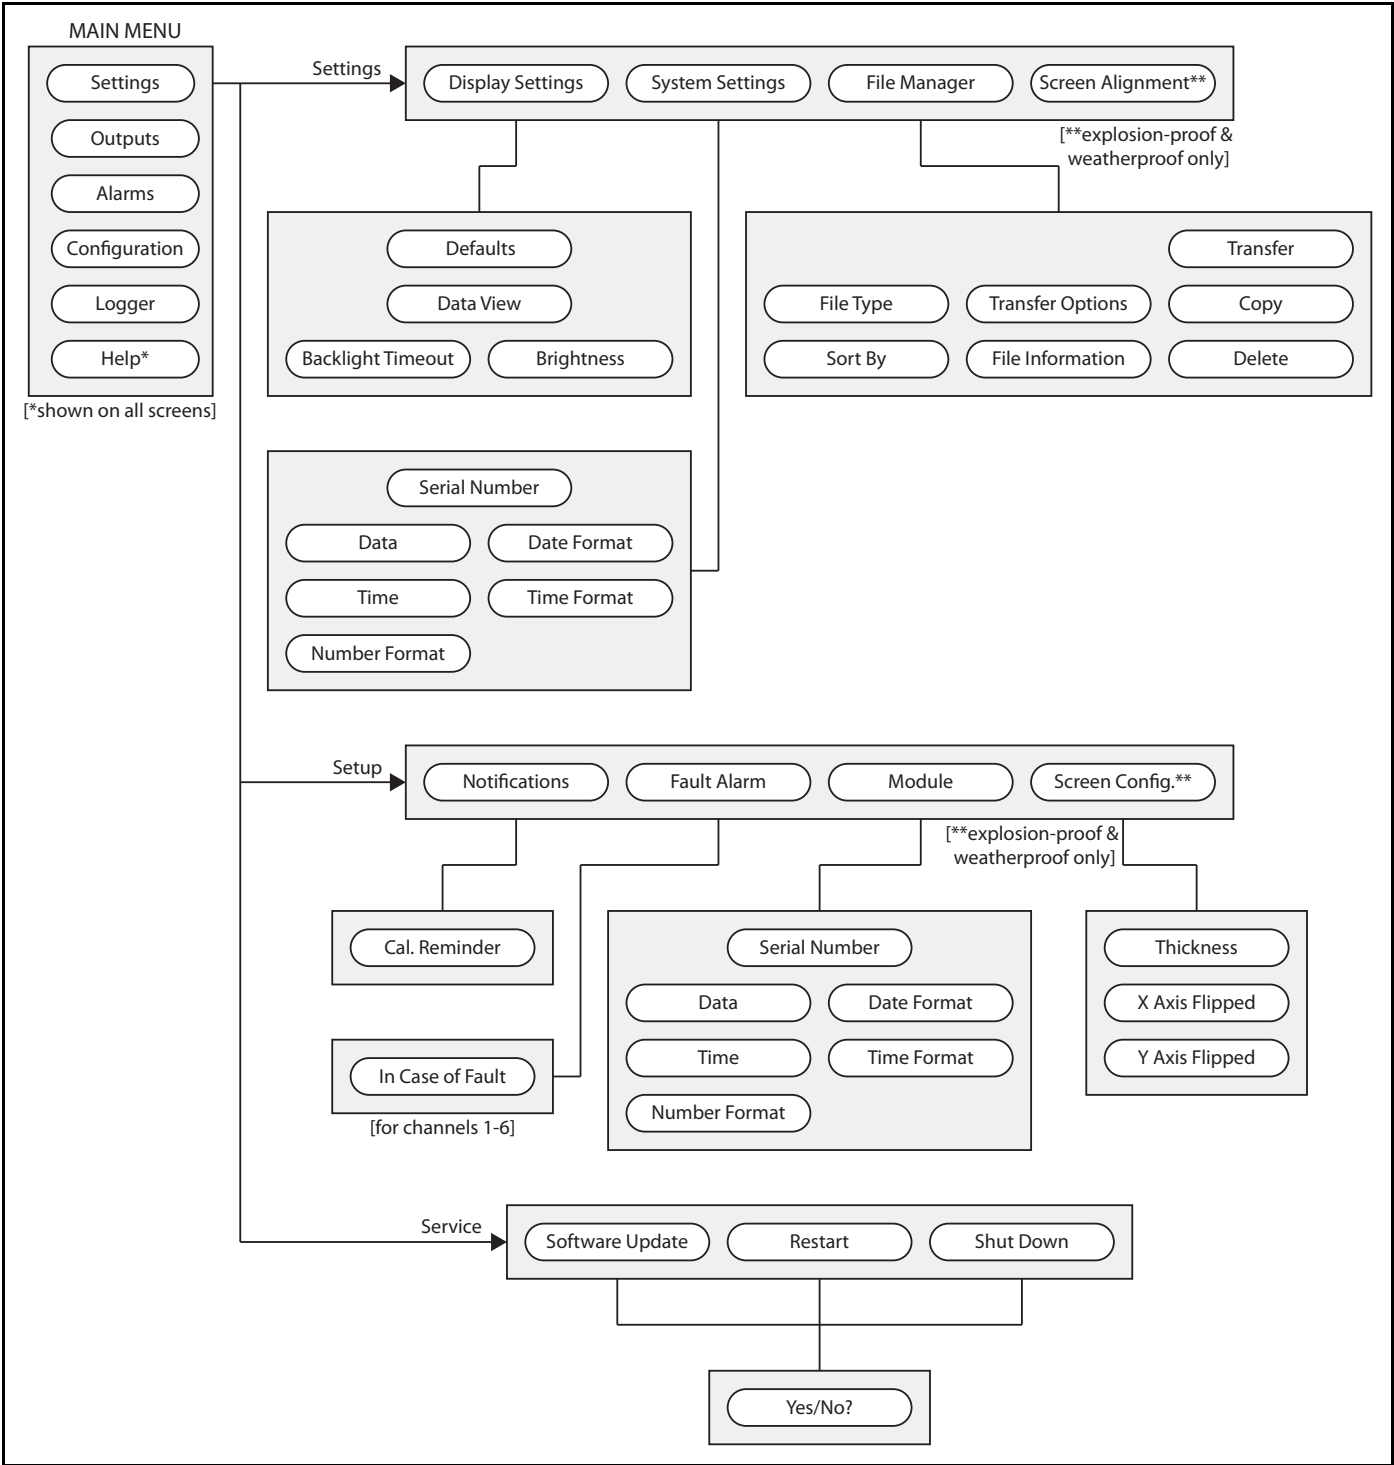 MAIN MENU
Settings
Outputs
Alarms
Configuration
Logger
Help*
[*shown on all screens]
Settings
Display Settings
System Settings
File Manager
Screen Alignment**
[**explosion-proof &
weatherproof only]
Defaults
Data View
Backlight Timeout
Brightness
Transfer
File Type
Transfer Options
Copy
Sort By
File Information
Delete
Serial Number
Data
Date Format
Time
Time Format
Number Format
Setup
Notifications
Fault Alarm
Module
Screen Config.**
[**explosion-proof &
weatherproof only]
Cal. Reminder
In Case of Fault
[for channels 1-6]
Serial Number
Data
Date Format
Time
Time Format
Number Format
Thickness
X Axis Flipped
Y Axis Flipped
Service
Software Update
Restart
Shut Down
Yes/No?